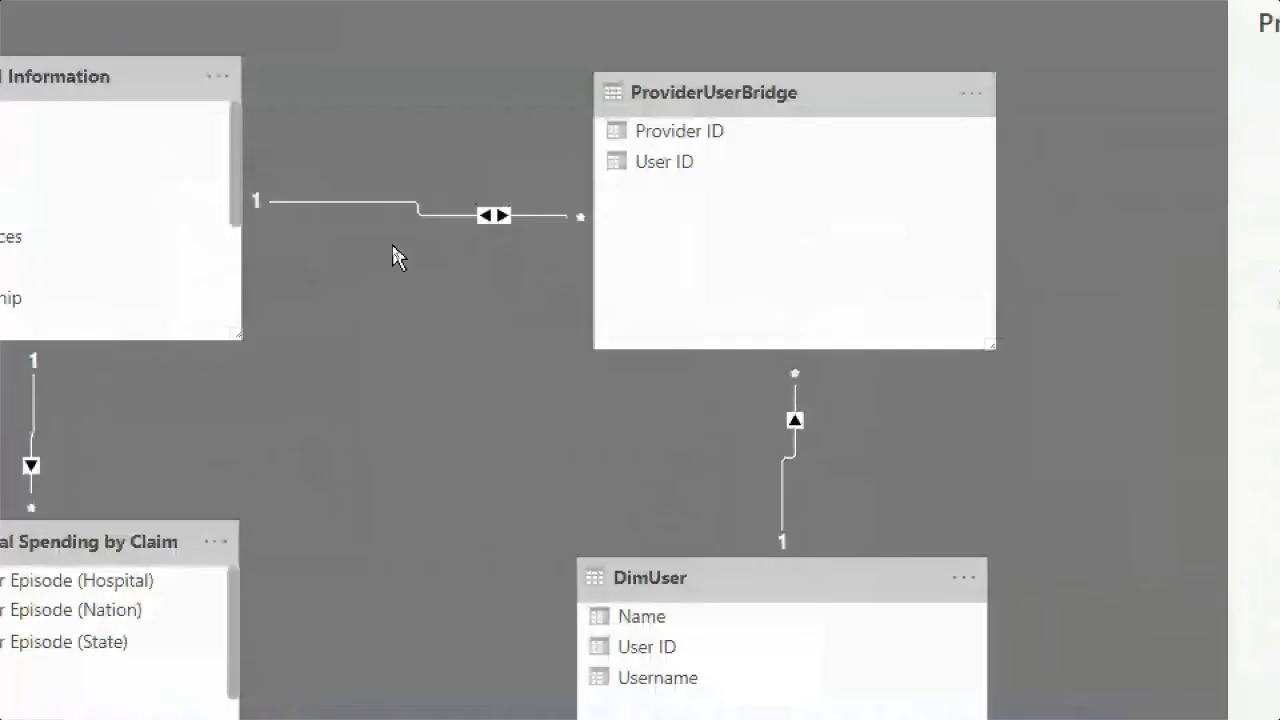 Information
ces
hip
1
ProviderUserBridge
Provider ID
User ID
1
1
al Spending by Claim
r Episode (Hospital)
r Episode (Nation)
r Episode (State)
1
DimUser
Name
User ID
Username
Pr